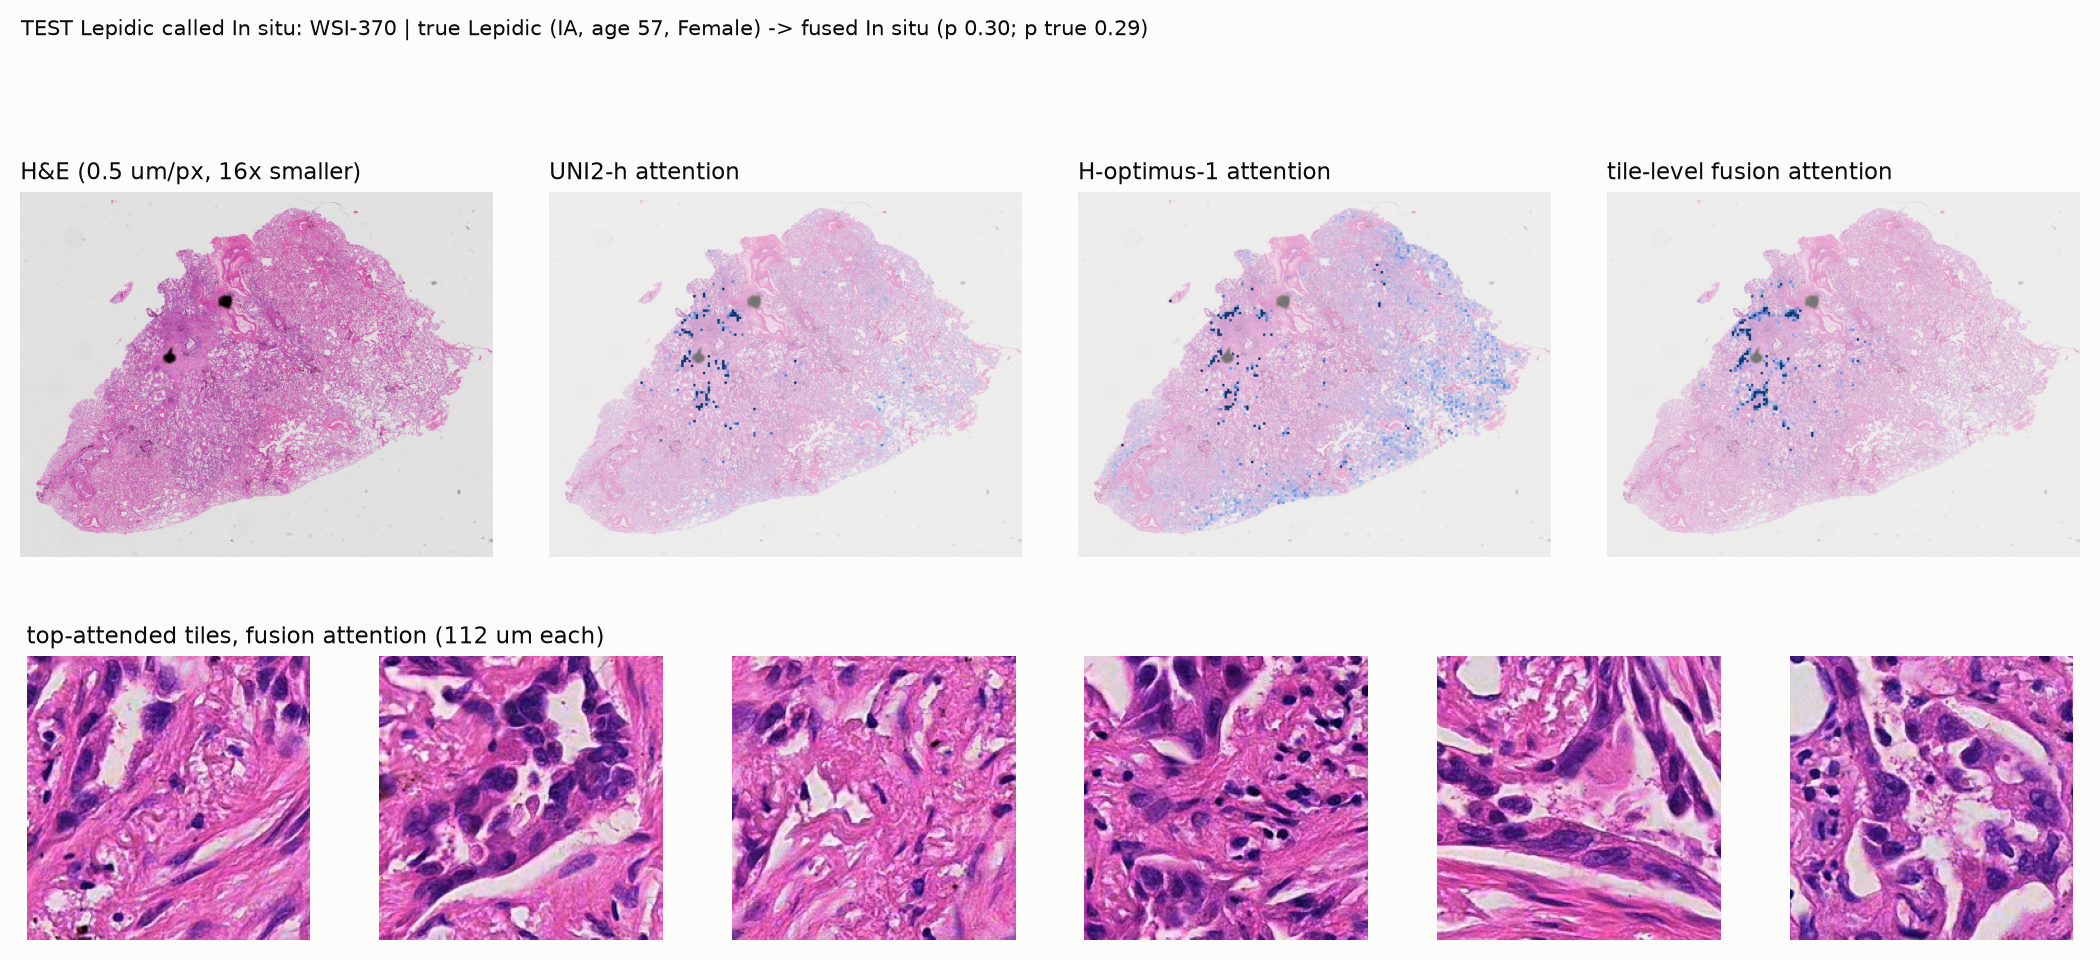 TEST Lepidic called In situ: WSI-370 | true Lepidic (IA, age 57, Female) -> fused In situ (p 0.30; p true 0.29)
H&E (0.5 um/px, 16x smaller)
UNI2-h attention
H-optimus-1 attention
tile-level fusion attention
top-attended tiles, fusion attention (112 um each)